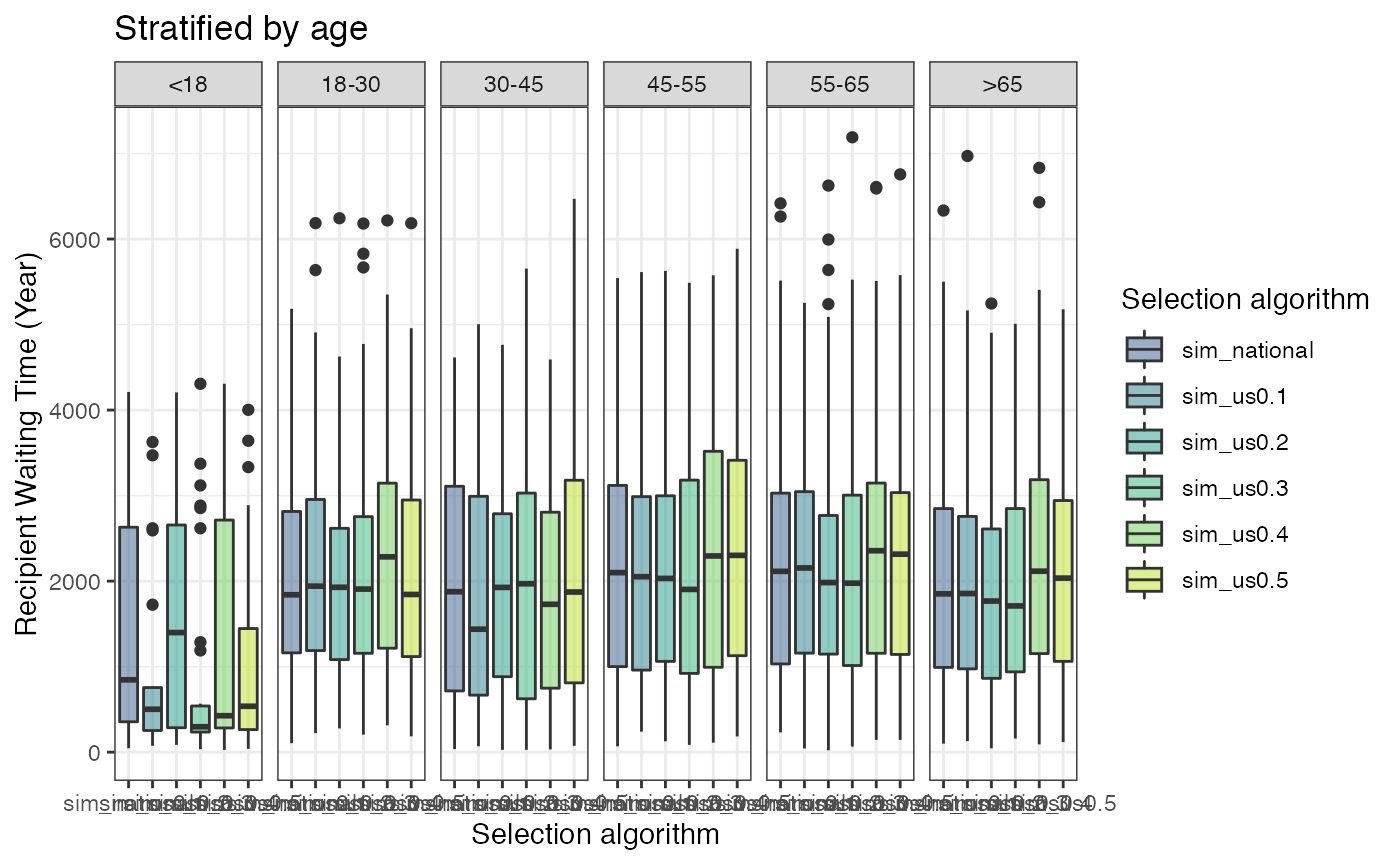 Stratified by age
<18 18-30 30-45 45-55 55-65 >65
Recipient Waiting Time (Year)
6000
4000
2000
0
Selection algorithm
Selection algorithm
sim_national
sim_us0.1
sim_us0.2
sim_us0.3
sim_us0.4
sim_us0.5